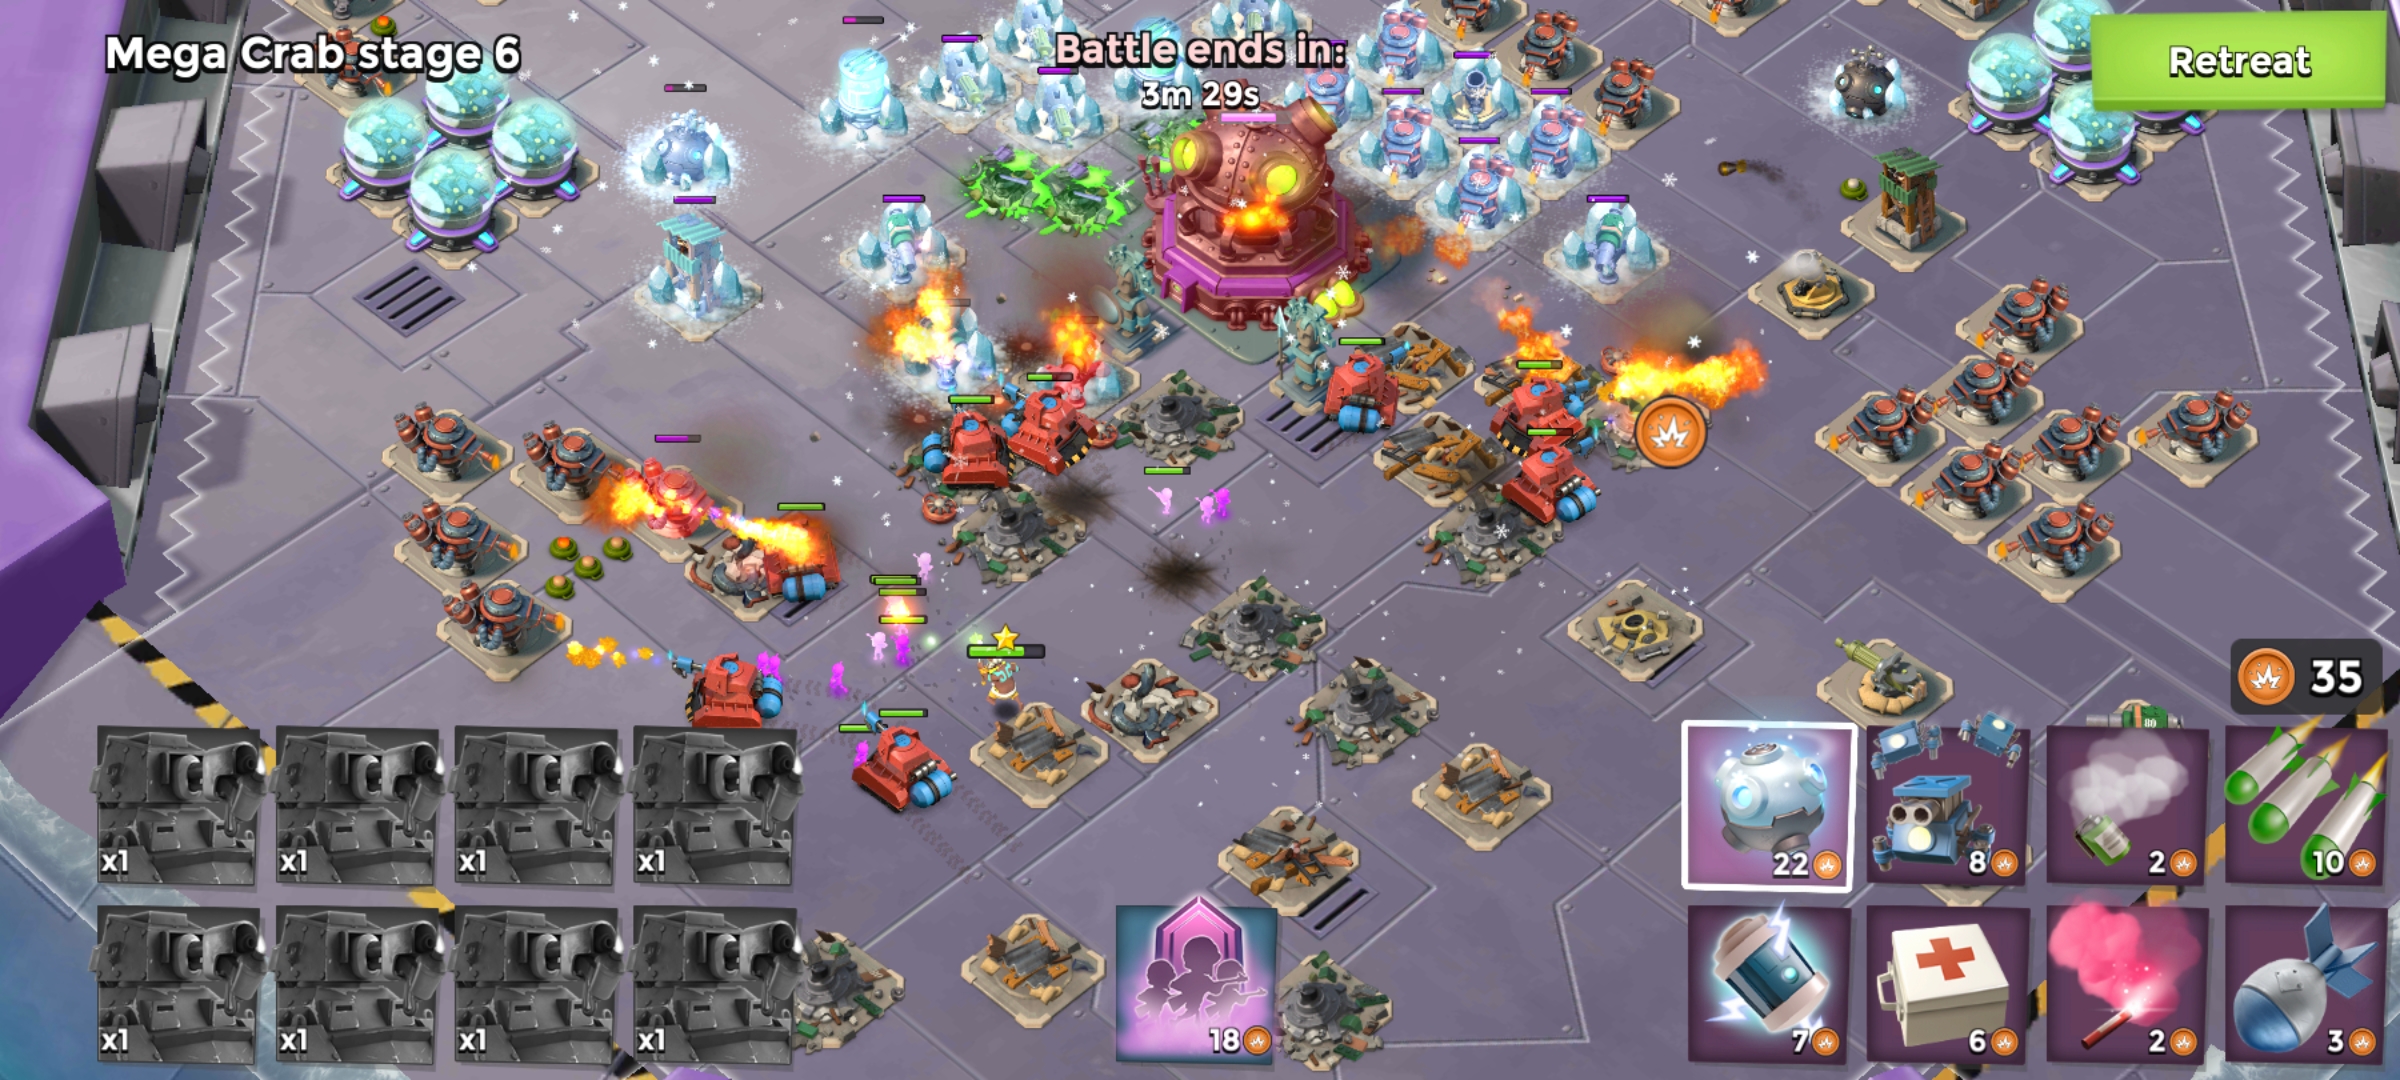 Mega Crab stage 6
Battle ends in:
3m 29s
Retreat
35
x1
x1
x1
x1
22
8
2
10
80
x1
x1
x1
x1
18
7
6
2
3